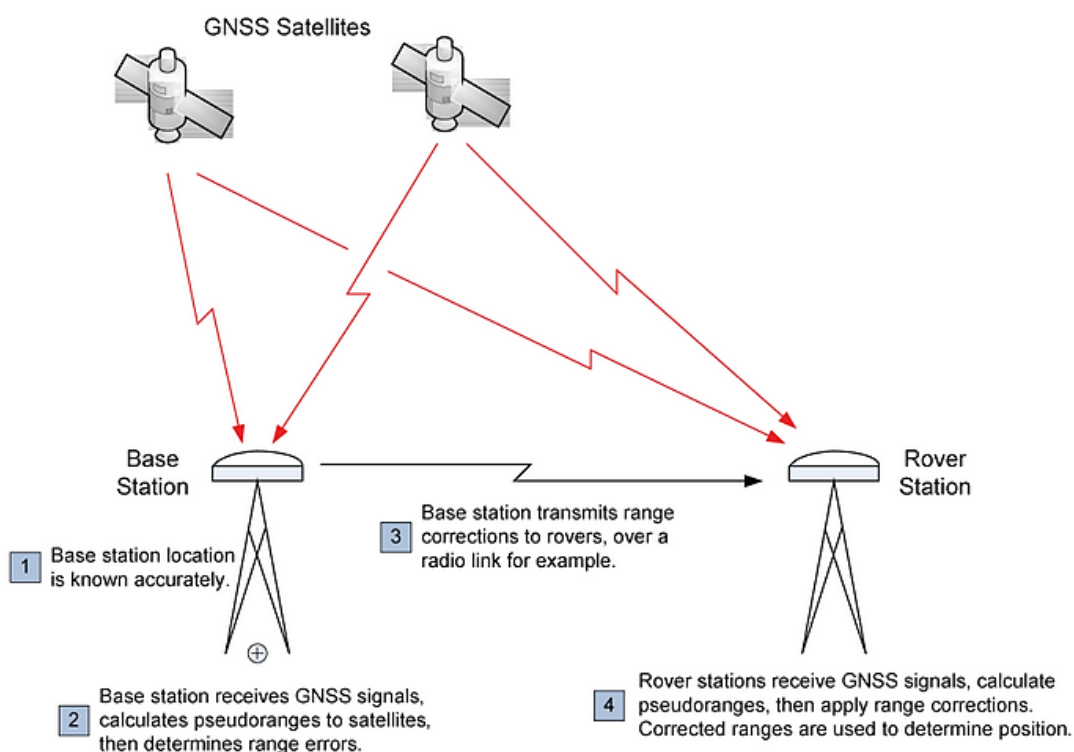 GNSS Satellites
Base
Station
Rover
Station
1
Base station location
is known accurately.
3
Base station transmits range
corrections to rovers, over a
radio link for example.
2
Base station receives GNSS signals,
calculates pseudoranges to satellites,
then determines range errors.
4
Rover stations receive GNSS signals, calculate
pseudoranges, then apply range corrections.
Corrected ranges are used to determine position.